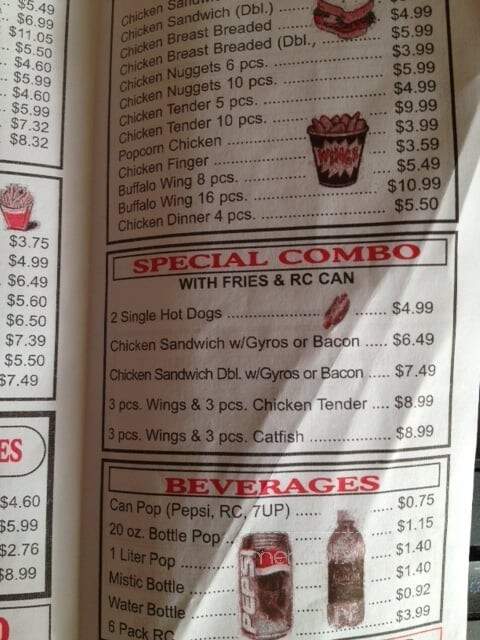 $5.49
$6.99
$11.05
$5.50
$4.60
$5.99
$4.60
$5.99
$7.32
$8.32
$3.75
$4.99
$6.49
$5.60
$6.50
$7.39
$5.50
$7.49
ES
$4.60
$5.99
$2.76
$8.99
Chicken
Chicken Sandwich (Dbl.)
Chicken Breast Breaded ........ $4.99
Chicken Breast Breaded (Dbl., $5.99
Chicken Nuggets 6 pcs. ........ $3.99
Chicken Nuggets 10 pcs. ........ $5.99
Chicken Tender 5 pcs. ........ $4.99
Chicken Tender 10 pcs. ........ $9.99
Popcorn Chicken ........ $3.99
Chicken Finger ........ $3.59
Buffalo Wing 8 pcs. ........ $5.49
Buffalo Wing 16 pcs. ........ $10.99
Chicken Dinner 4 pcs. ........ $5.50
WINGS
SPECIAL COMBO
WITH FRIES & RC CAN
2 Single Hot Dogs ........ $4.99
Chicken Sandwich w/Gyros or Bacon ..... $6.49
Chicken Sandwich Dbl. w/Gyros or Bacon ..... $7.49
3 pcs. Wings & 3 pcs. Chicken Tender .... $8.99
3 pcs. Wings & 3 pcs. Catfish ........ $8.99
BEVERAGES
Can Pop (Pepsi, RC, 7UP) ........ $0.75
20 oz. Bottle Pop ........ $1.15
1 Liter Pop ........ $1.40
Mistic Bottle ........ $1.40
Water Bottle ........ $0.92
6 Pack RC $3.99
PEPSI